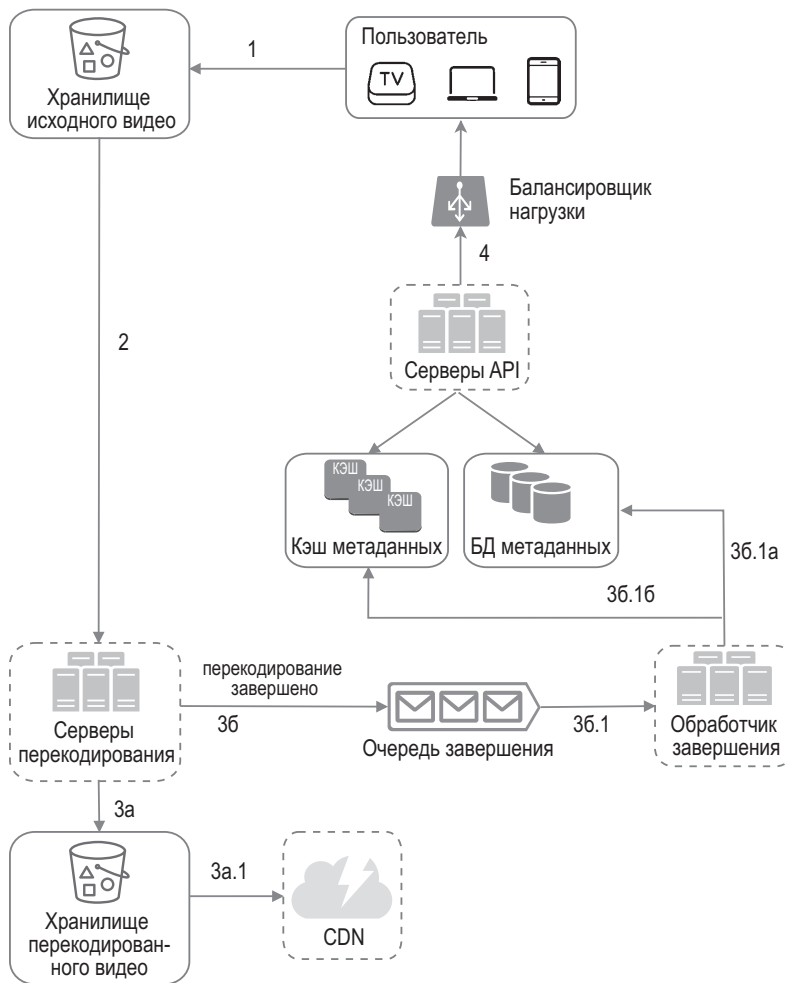 1
Пользователь
TV
Хранилище
исходного видео
Балансировщик
нагрузки
4
2
Серверы API
КЭШ
КЭШ
КЭШ
Кэш метаданных
БД метаданных
3б.1а
3б.1б
перекодирование
завершено
3б
3б.1
Серверы
перекодирования
Очередь завершения
Обработчик
завершения
3а
3а.1
Хранилище
перекодирован-
ного видео
CDN